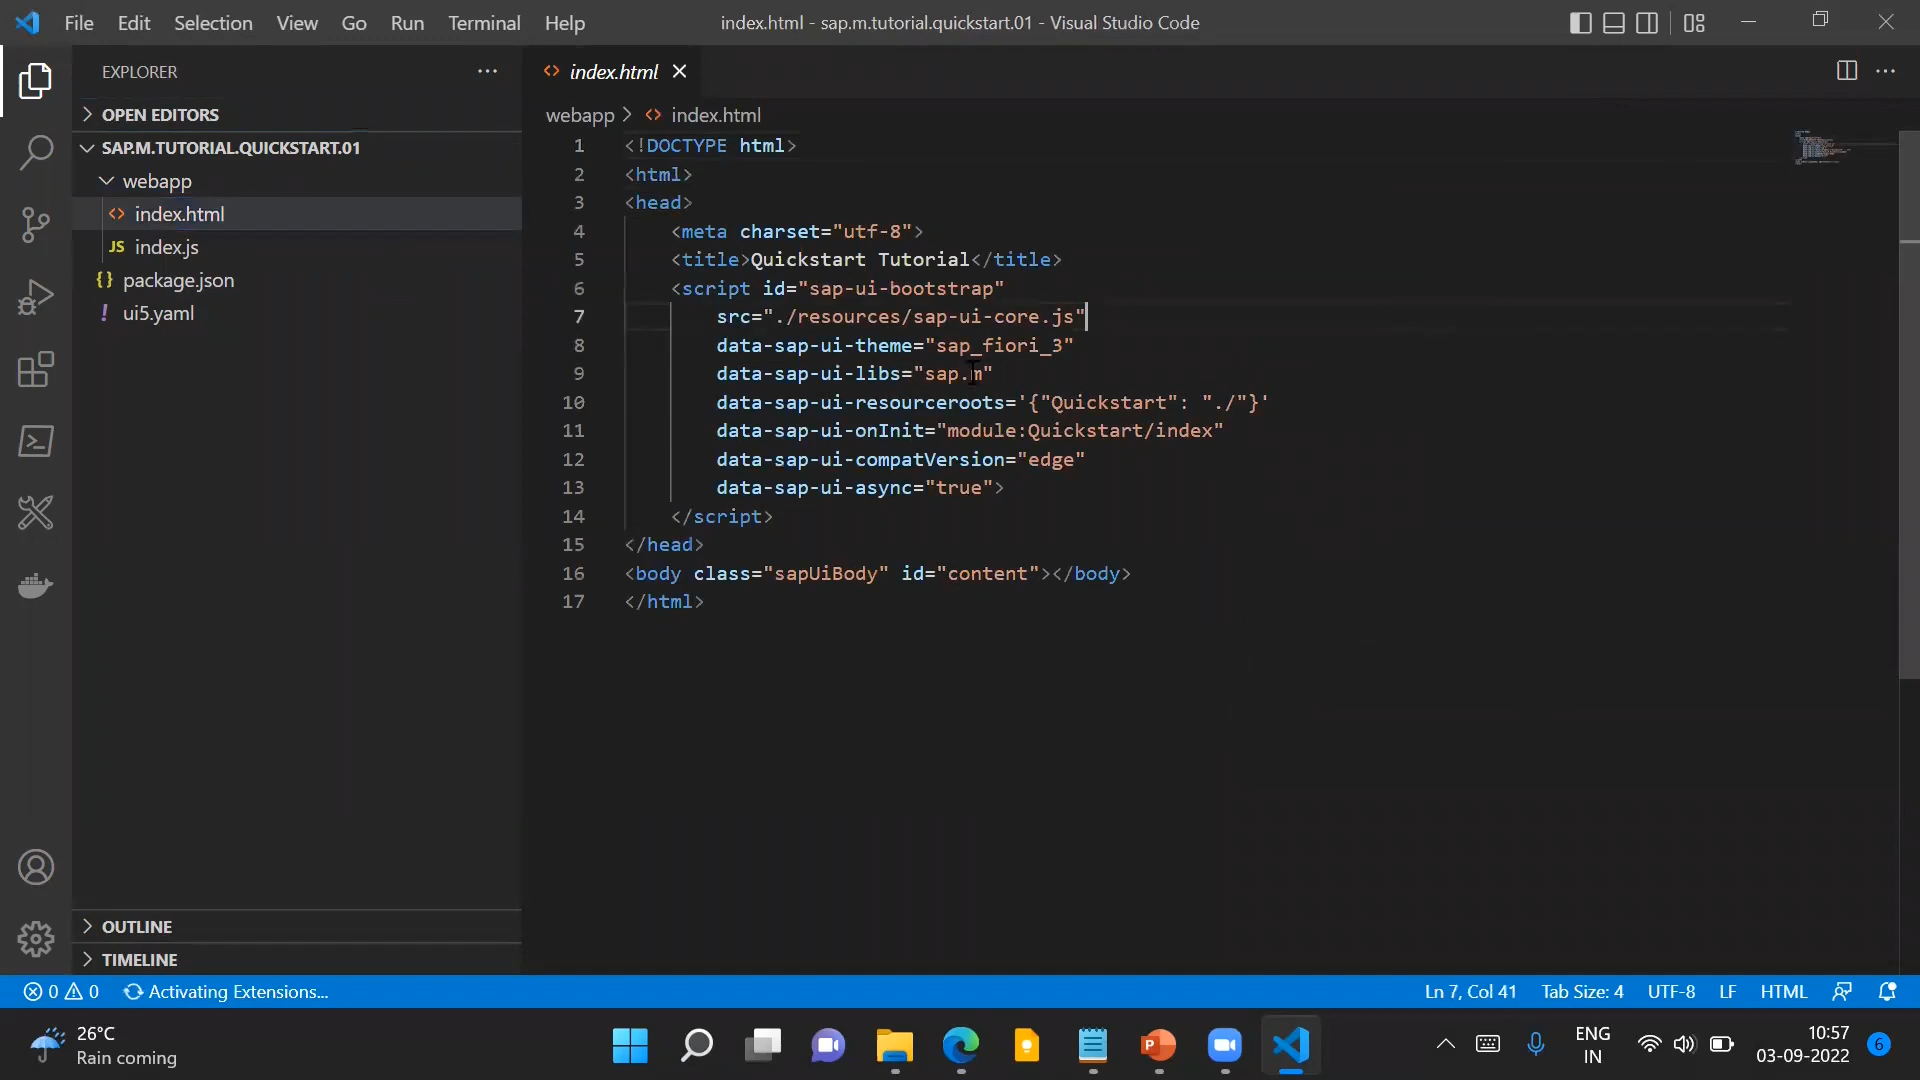 File Edit Selection View Go Run Terminal Help
index.html - sap.m.tutorial.quickstart.01 - Visual Studio Code
EXPLORER
OPEN EDITORS
SAP.M.TUTORIAL.QUICKSTART.01
webapp
index.html
JS index.js
{} package.json
! ui5.yaml
OUTLINE
TIMELINE
index.html
webapp > index.html
1 <!DOCTYPE html>
2 <html>
3 <head>
4 <meta charset="utf-8">
5 <title>Quickstart Tutorial</title>
6 <script id="sap-ui-bootstrap"
7 src="./resources/sap-ui-core.js"
8 data-sap-ui-theme="sap_fiori_3"
9 data-sap-ui-libs="sap.m"
10 data-sap-ui-resourceroots='{"Quickstart": "./"}'
11 data-sap-ui-onInit="module:Quickstart/index"
12 data-sap-ui-compatVersion="edge"
13 data-sap-ui-async="true">
14 </script>
15 </head>
16 <body class="sapUiBody" id="content"></body>
17 </html>
0 0 Activating Extensions...
Ln 7, Col 41 Tab Size: 4 UTF-8 LF HTML
26°C
Rain coming
P
ENG
IN
10:57
03-09-2022
6